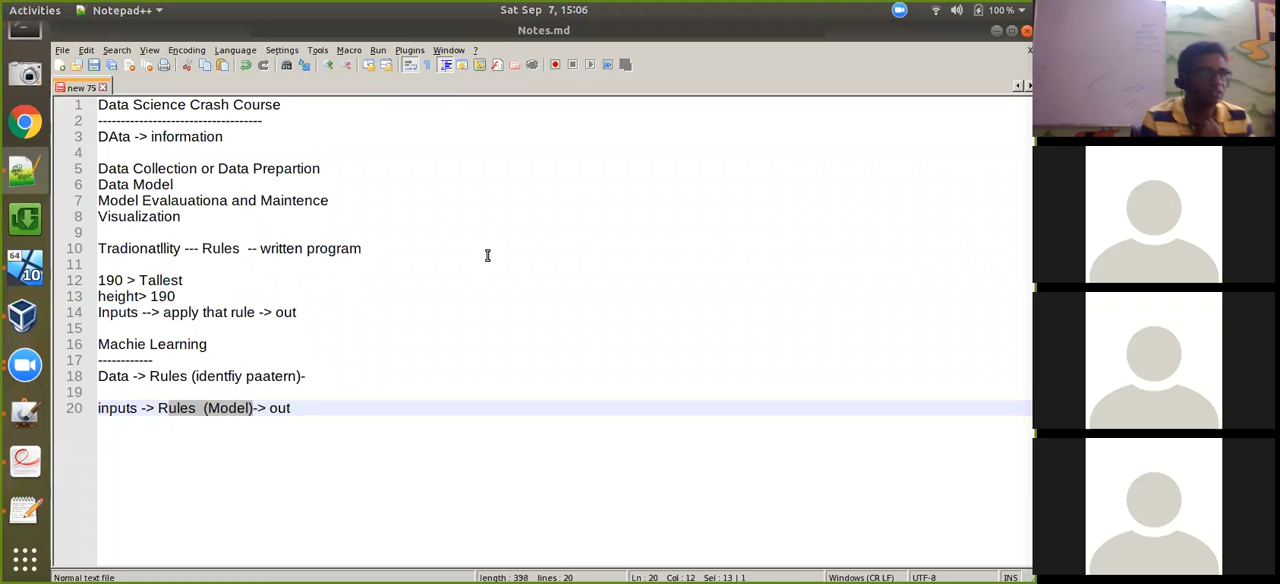 Activities Notepad++ Sat Sep 7, 15:06 100 %
Notes.md
File Edit Search View Encoding Language Settings Tools Macro Run Plugins Window ? X
new 75
1 Data Science Crash Course
2 ------------------------------------
3 DAta -> information
4
5 Data Collection or Data Prepartion
6 Data Model
7 Model Evalauationa and Maintence
8 Visualization
9
10 Tradionatllity --- Rules -- written program
11
12 190 > Tallest
13 height> 190
14 Inputs --> apply that rule -> out
15
16 Machie Learning
17 ------------
18 Data -> Rules (identfiy paatern)-
19
20 inputs -> Rules (Model)-> out
64
10
Normal text file length : 398 lines : 20 Ln : 20 Col : 12 Sel : 13 | 1 Windows (CR LF) UTF-8 INS